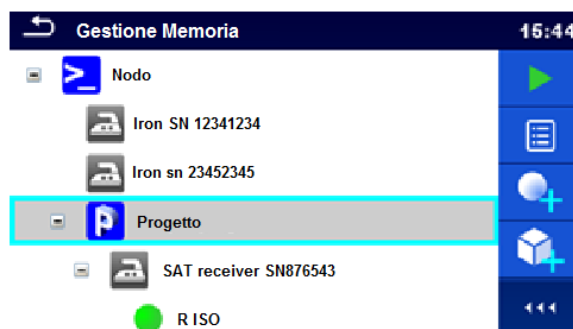 Gestione Memoria 15:44
Nodo
Iron SN 12341234
Iron sn 23452345
Progetto
SAT receiver SN876543
R ISO